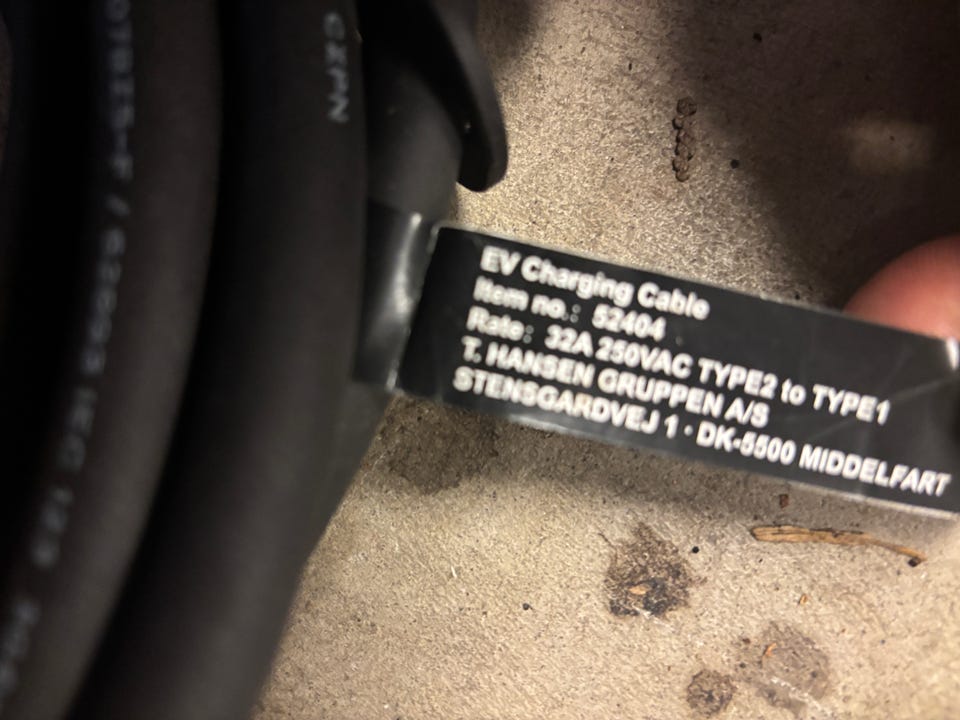 EV Charging Cable
Item no.: 52404
Rate: 32A 250VAC TYPE2 to TYPE1
T. HANSEN GRUPPEN A/S
STENSGARDVEJ 1 · DK-5500 MIDDELFART